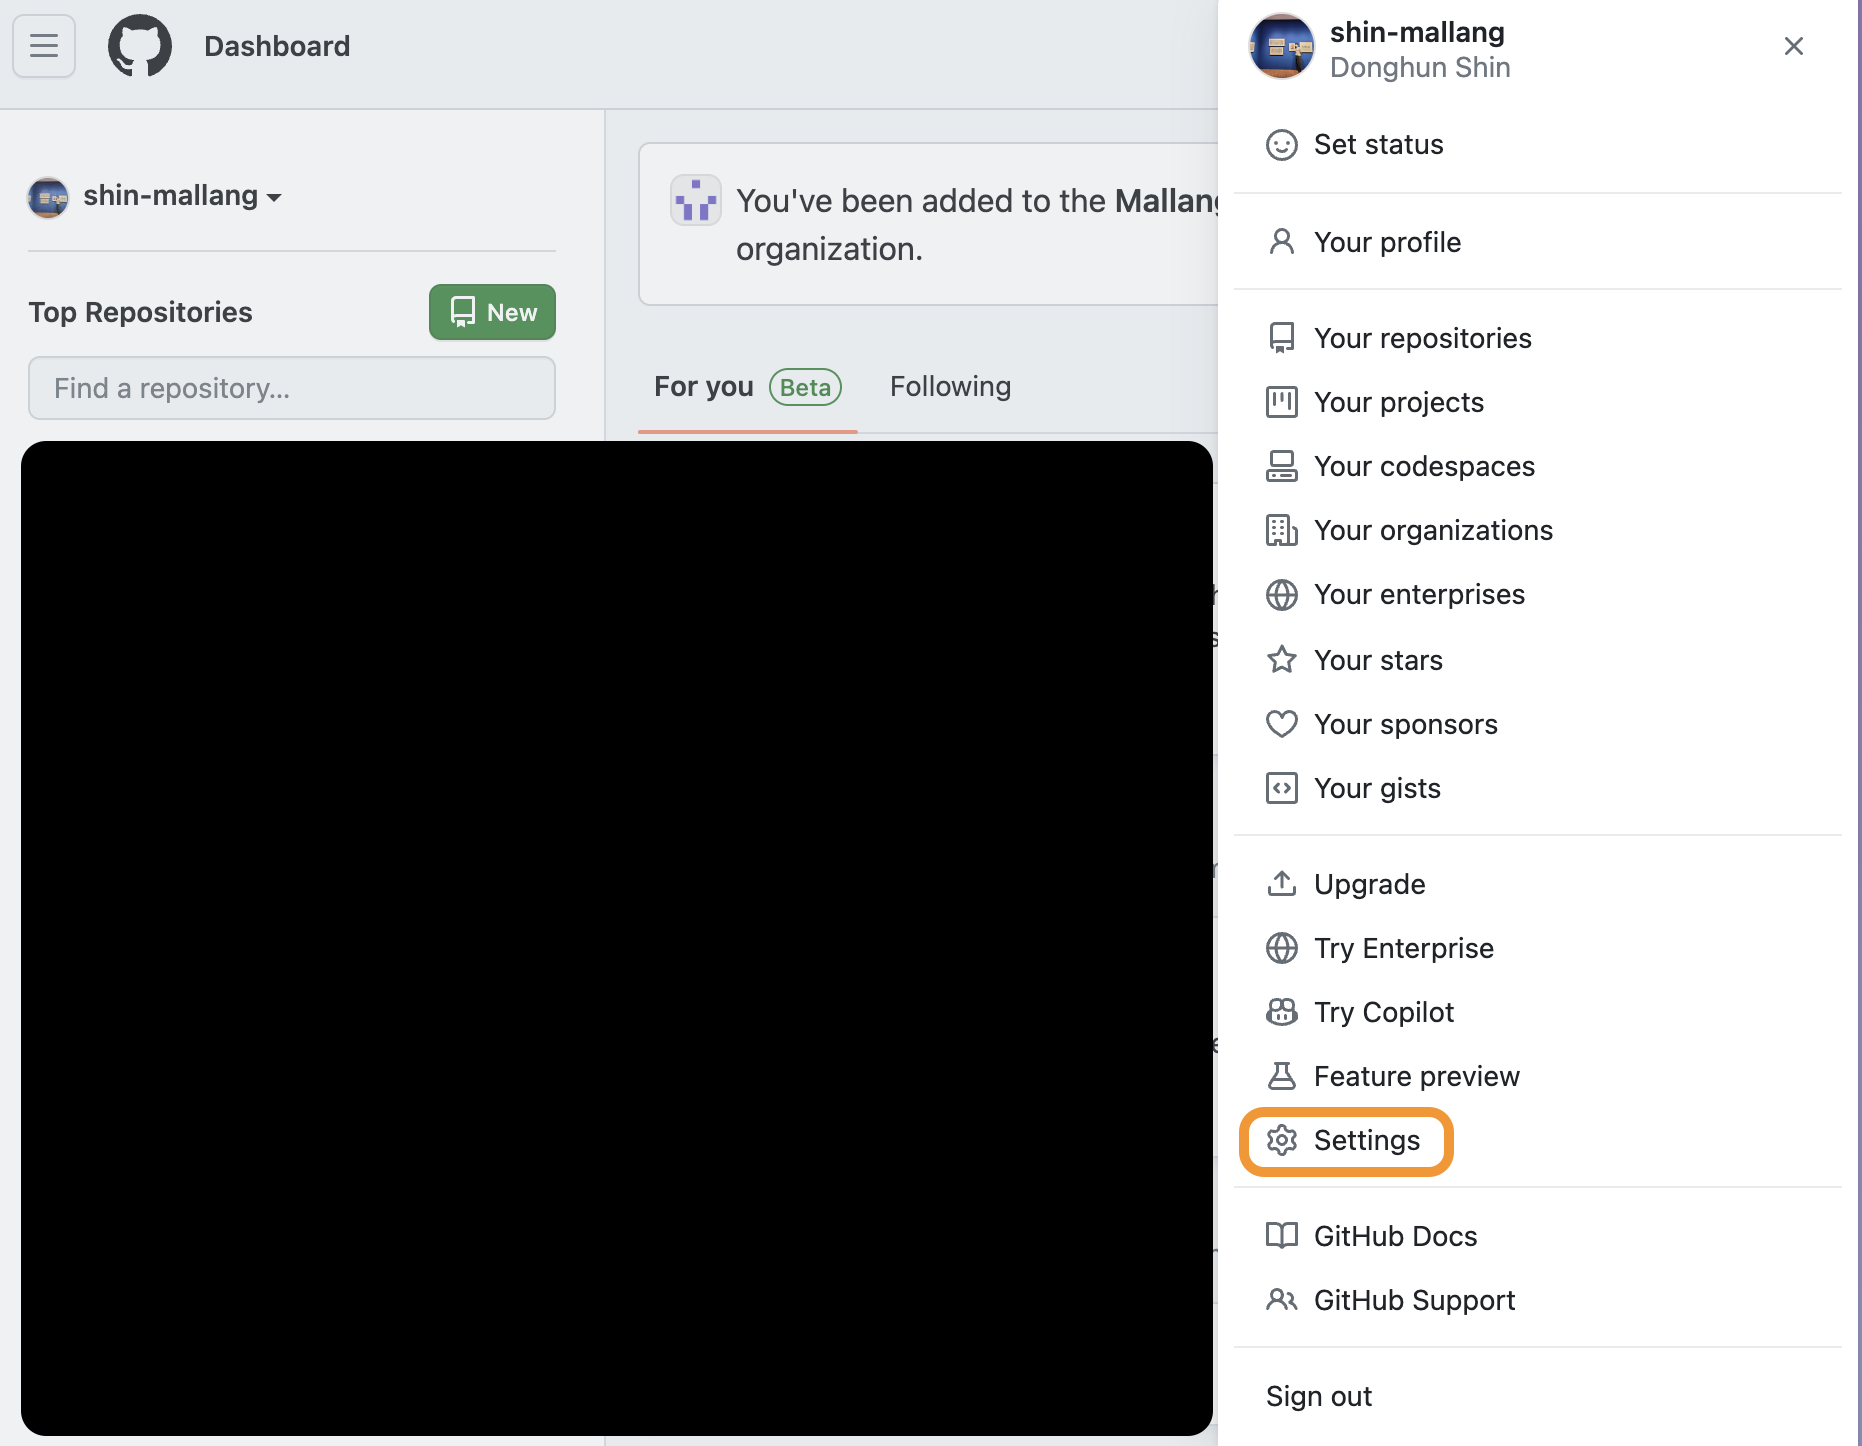 Dashboard
shin-mallang
Top Repositories
New
Find a repository...
You've been added to the Mallang
organization.
For you Beta Following
shin-mallang
Donghun Shin
Set status
Your profile
Your repositories
Your projects
Your codespaces
Your organizations
Your enterprises
Your stars
Your sponsors
Your gists
Upgrade
Try Enterprise
Try Copilot
Feature preview
Settings
GitHub Docs
GitHub Support
Sign out